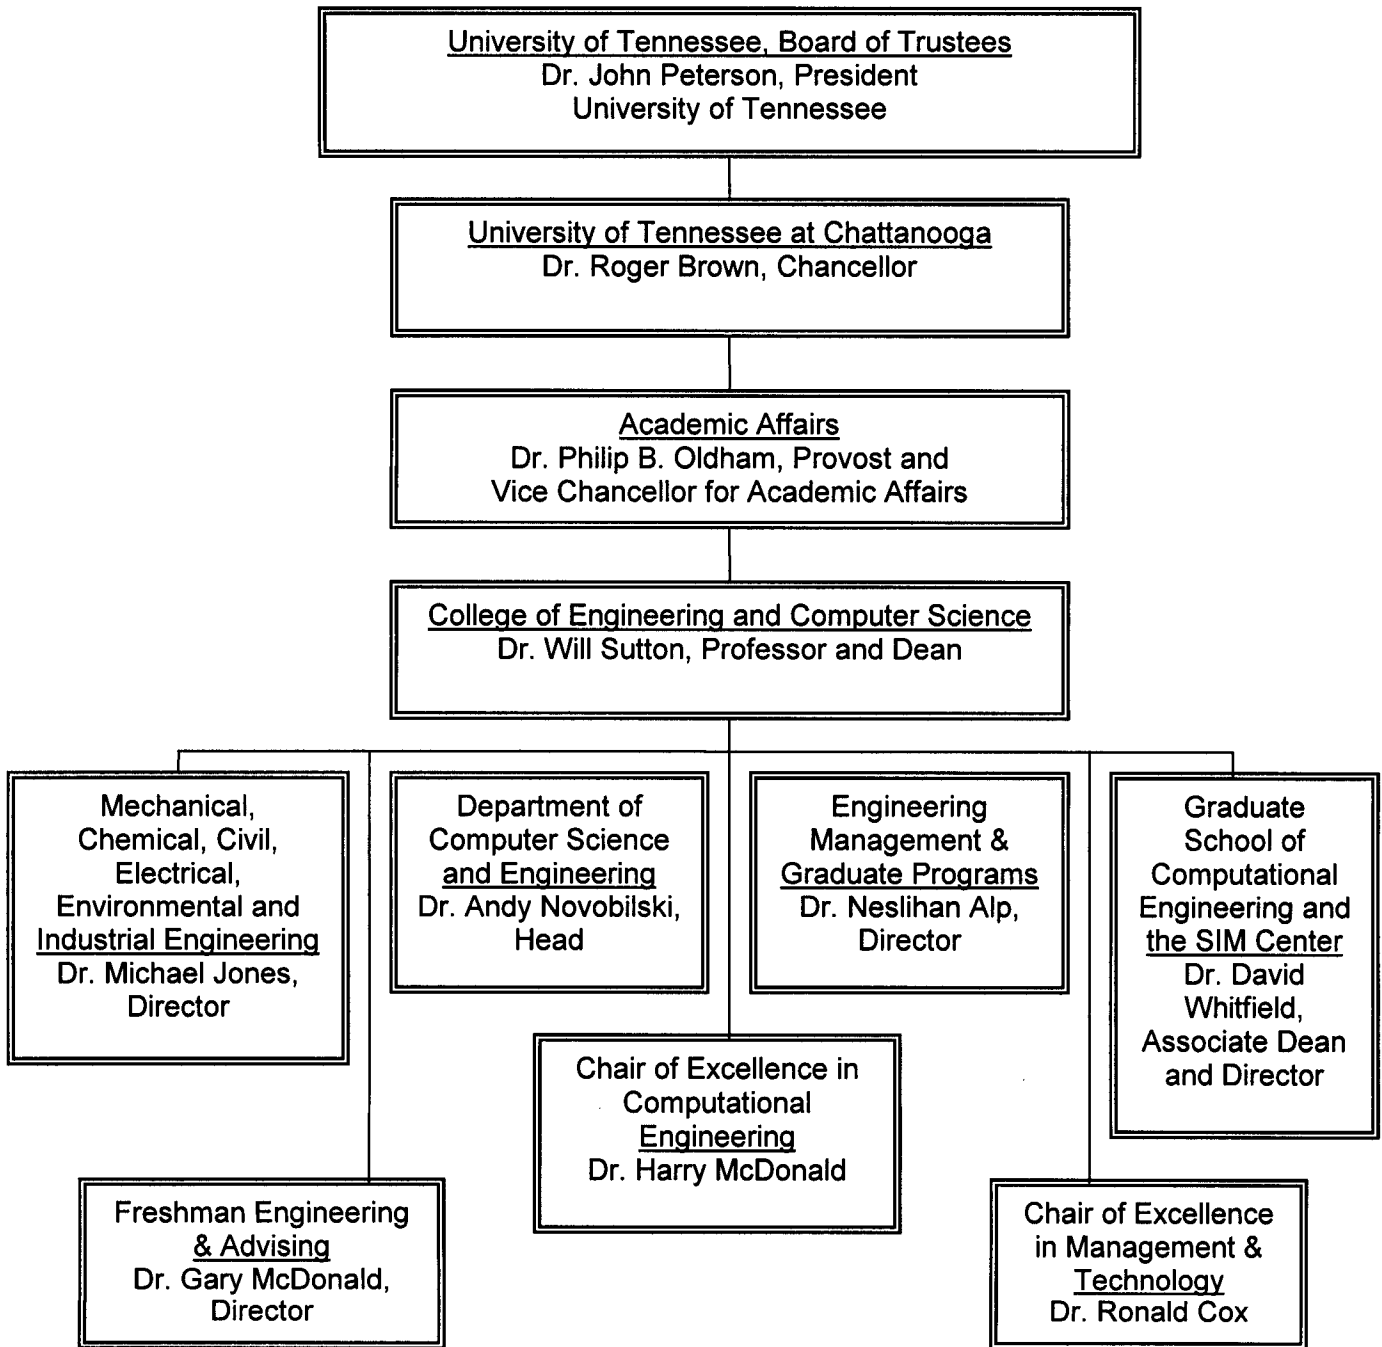 University of Tennessee, Board of Trustees
Dr. John Peterson, President
University of Tennessee
University of Tennessee at Chattanooga
Dr. Roger Brown, Chancellor
Academic Affairs
Dr. Philip B. Oldham, Provost and
Vice Chancellor for Academic Affairs
College of Engineering and Computer Science
Dr. Will Sutton, Professor and Dean
Mechanical,
Chemical, Civil,
Electrical,
Environmental and
Industrial Engineering
Dr. Michael Jones,
Director
Department of
Computer Science
and Engineering
Dr. Andy Novobilski,
Head
Engineering
Management &
Graduate Programs
Dr. Neslihan Alp,
Director
Graduate
School of
Computational
Engineering and
the SIM Center
Dr. David
Whitfield,
Associate Dean
and Director
Chair of Excellence in
Computational
Engineering
Dr. Harry McDonald
Freshman Engineering
& Advising
Dr. Gary McDonald,
Director
Chair of Excellence
in Management &
Technology
Dr. Ronald Cox